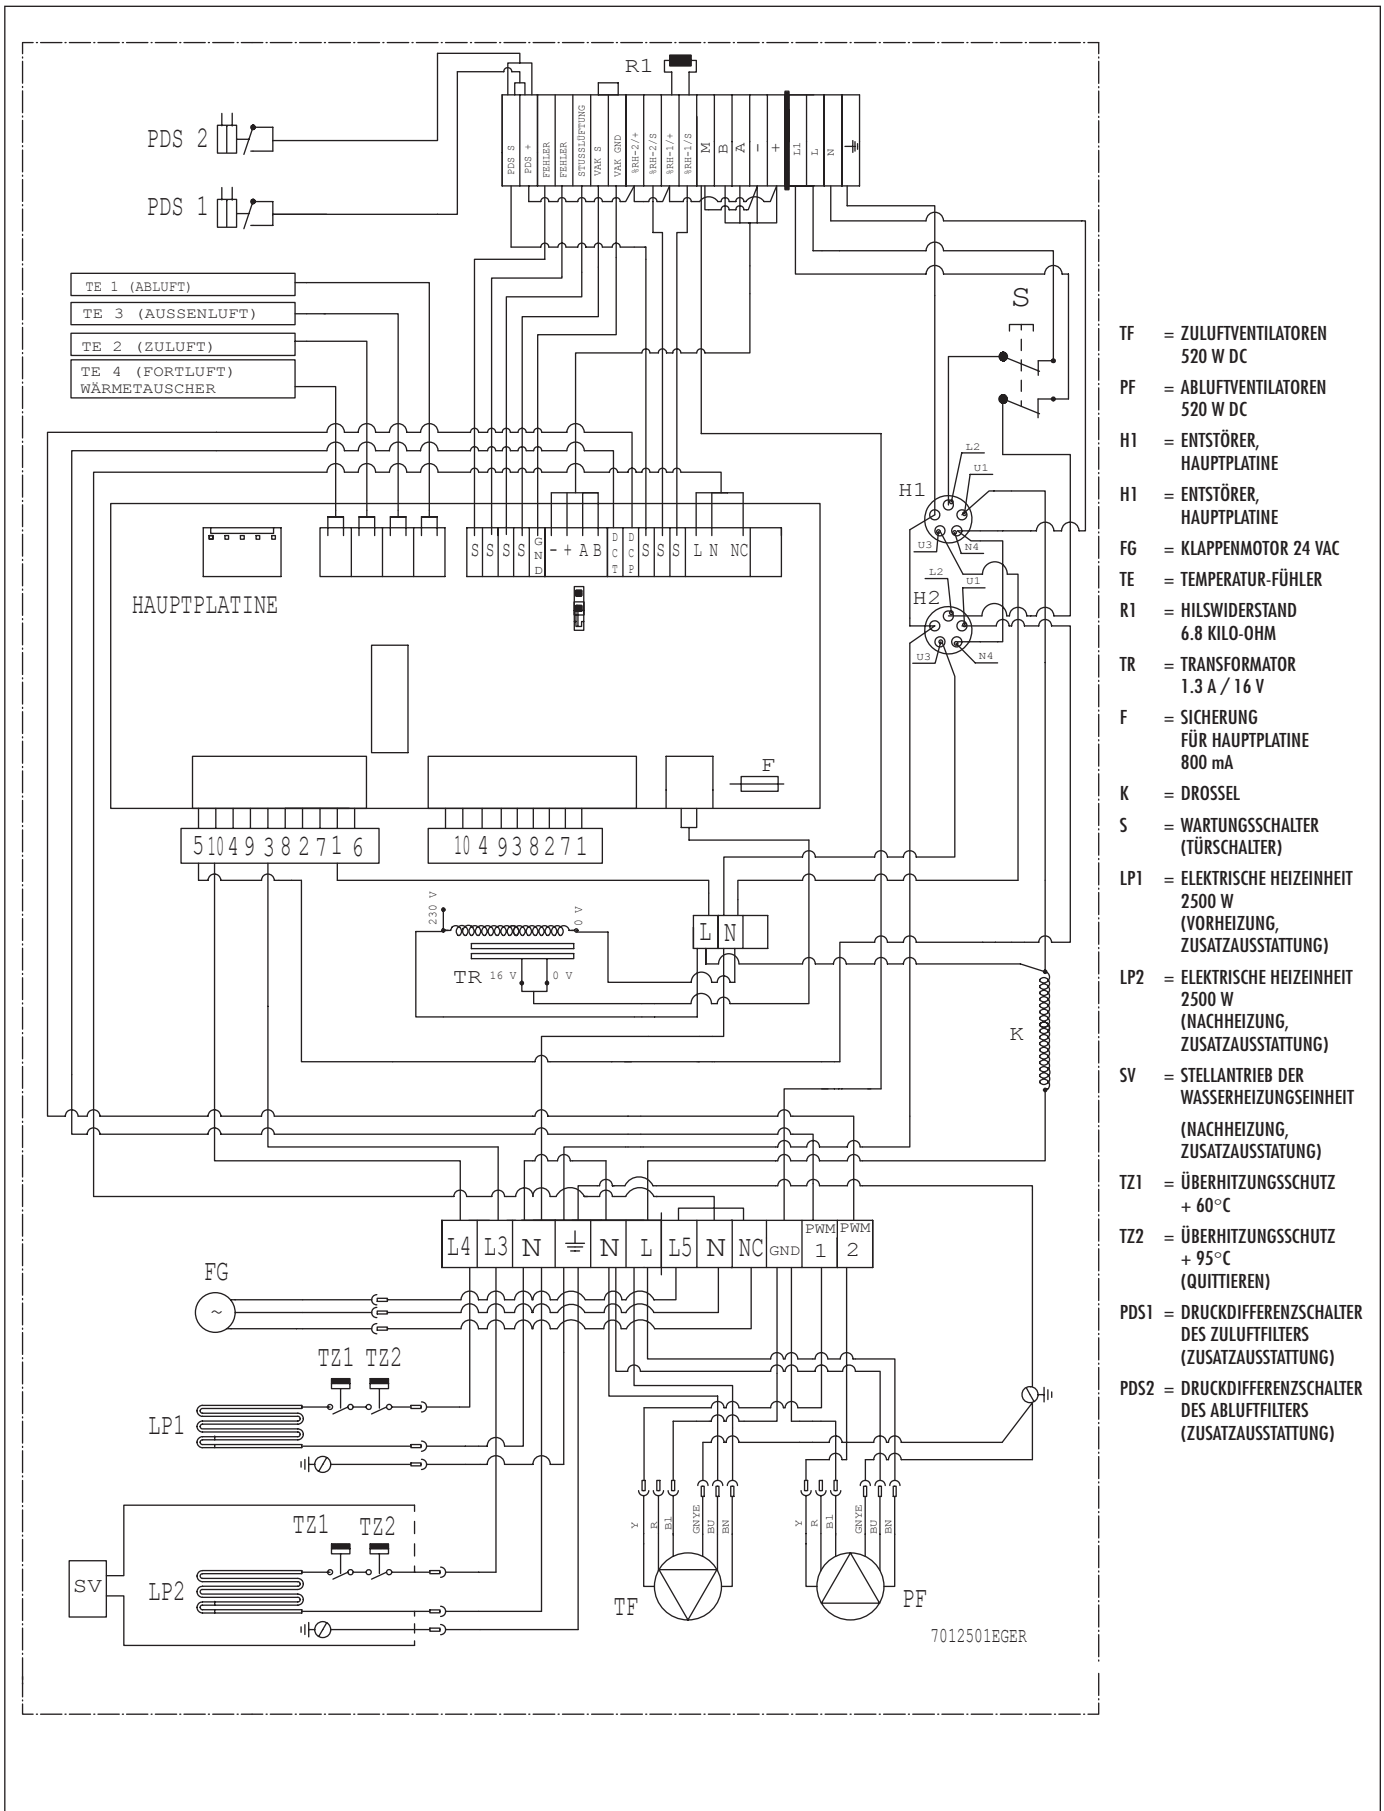 R1
PDS 2
PDS 1
PDS S
PDS +
FEHLER
FEHLER
STUSSLÜFTUNG
VAK S
VAK GND
%RH-2/+
%RH-2/S
%RH-1/+
%RH-1/S
M
B
A
-
+
L1
L
N
TE 1 (ABLUFT)
TE 3 (AUSSENLUFT)
TE 2 (ZULUFT)
TE 4 (FORTLUFT)
WÄRMETAUSCHER
S
L2
U1
H1
U3
N4
L2
U1
H2
U3
N4
S S S S GND - + A B DCT DCP S S S L N NC
HAUPTPLATINE
F
5 10 4 9 3 8 2 7 1 6
10 4 9 3 8 2 7 1
230 V
0 V
L N
TR 16 V 0 V
K
L4 L3 N N L L5 N NC GND PWM 1 PWM 2
FG
~
TZ1 TZ2
LP1
TZ1 TZ2
SV
LP2
Y R Bl GNYE BU BN
Y R Bl GNYE BU BN
TF
PF
7012501EGER
TF = ZULUFTVENTILATOREN
520 W DC
PF = ABLUFTVENTILATOREN
520 W DC
H1 = ENTSTÖRER,
HAUPTPLATINE
H1 = ENTSTÖRER,
HAUPTPLATINE
FG = KLAPPENMOTOR 24 VAC
TE = TEMPERATUR-FÜHLER
R1 = HILSWIDERSTAND
6.8 KILO-OHM
TR = TRANSFORMATOR
1.3 A / 16 V
F = SICHERUNG
FÜR HAUPTPLATINE
800 mA
K = DROSSEL
S = WARTUNGSSCHALTER
(TÜRSCHALTER)
LP1 = ELEKTRISCHE HEIZEINHEIT
2500 W
(VORHEIZUNG,
ZUSATZAUSSTATTUNG)
LP2 = ELEKTRISCHE HEIZEINHEIT
2500 W
(NACHHEIZUNG,
ZUSATZAUSSTATTUNG)
SV = STELLANTRIEB DER
WASSERHEIZUNGSEINHEIT
(NACHHEIZUNG,
ZUSATZAUSSTATUNG)
TZ1 = ÜBERHITZUNGSSCHUTZ
+ 60°C
TZ2 = ÜBERHITZUNGSSCHUTZ
+ 95°C
(QUITTIEREN)
PDS1 = DRUCKDIFFERENZSCHALTER
DES ZULUFTFILTERS
(ZUSATZAUSSTATTUNG)
PDS2 = DRUCKDIFFERENZSCHALTER
DES ABLUFTFILTERS
(ZUSATZAUSSTATTUNG)